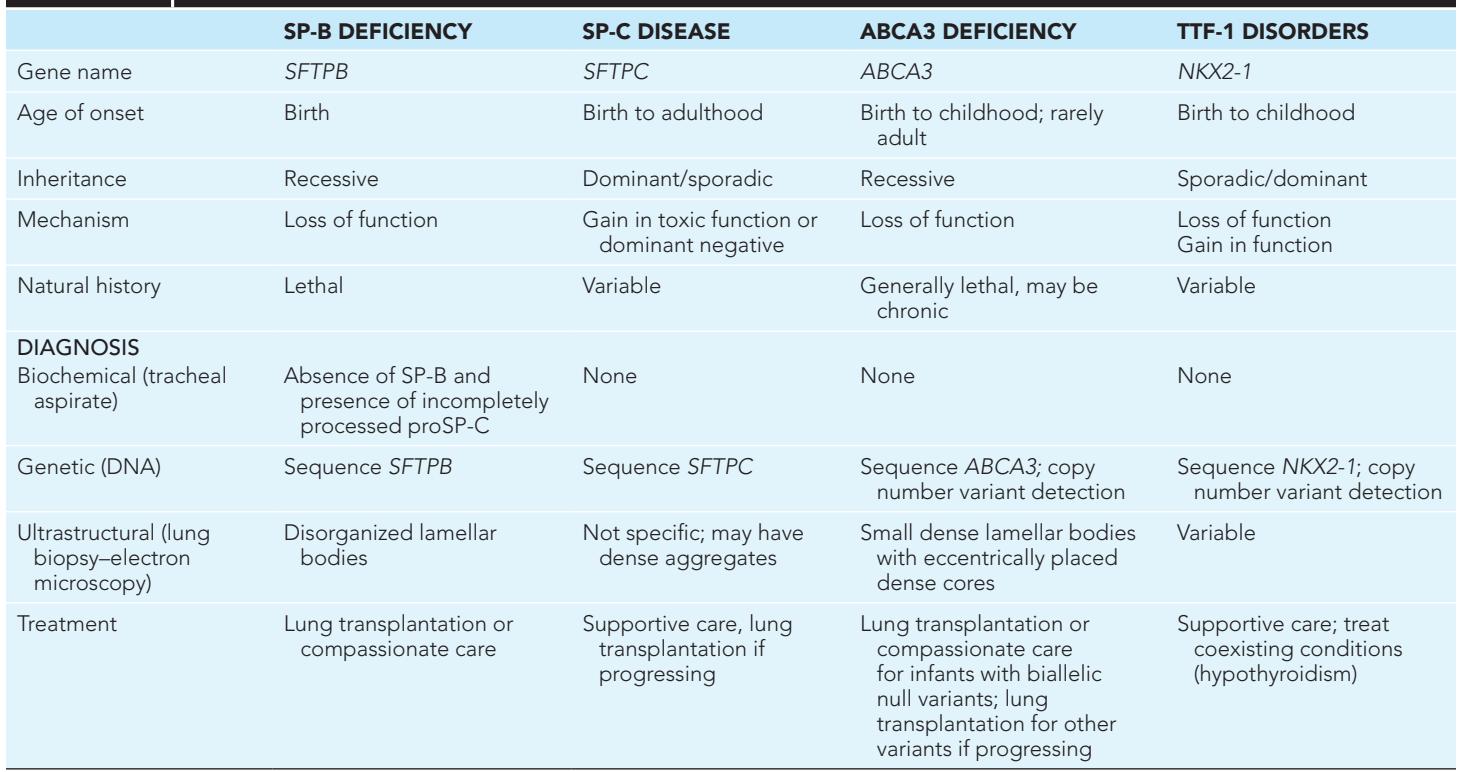 SP-B DEFICIENCY SP-C DISEASE ABCA3 DEFICIENCY TTF-1 DISORDERS
Gene name SFTPB SFTPC ABCA3 NKX2-1
Age of onset Birth Birth to adulthood Birth to childhood; rarely Birth to childhood
adult
Inheritance Recessive Dominant/sporadic Recessive Sporadic/dominant
Mechanism Loss of function Gain in toxic function or Loss of function Loss of function
dominant negative Gain in function
Natural history Lethal Variable Generally lethal, may be Variable
chronic
DIAGNOSIS
Biochemical (tracheal Absence of SP-B and None None None
aspirate) presence of incompletely
processed proSP-C
Genetic (DNA) Sequence SFTPB Sequence SFTPC Sequence ABCA3; copy Sequence NKX2-1; copy
number variant detection number variant detection
Ultrastructural (lung Disorganized lamellar Not specific; may have Small dense lamellar bodies Variable
biopsy–electron bodies dense aggregates with eccentrically placed
microscopy) dense cores
Treatment Lung transplantation or Supportive care, lung Lung transplantation or Supportive care; treat
compassionate care transplantation if compassionate care coexisting conditions
progressing for infants with biallelic (hypothyroidism)
null variants; lung
transplantation for other
variants if progressing